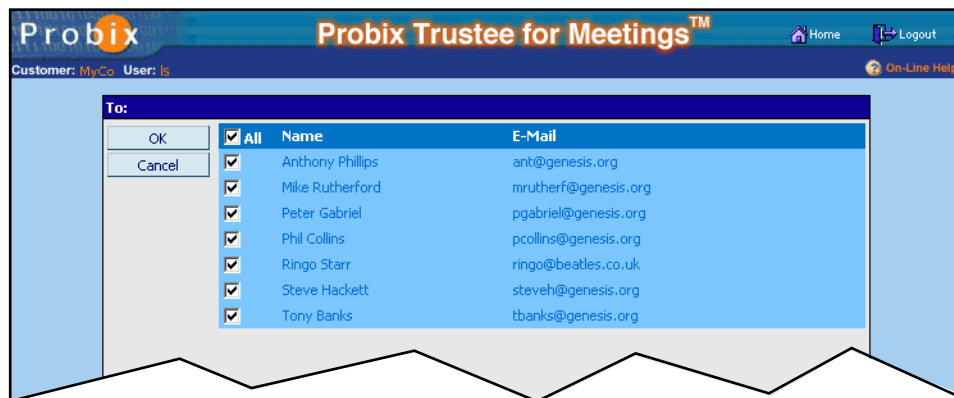 Probix
Probix Trustee for Meetings™
Home
Logout
Customer: MyCo User: ls
On-Line Help
To:
OK
Cancel
All Name E-Mail
Anthony Phillips ant@genesis.org
Mike Rutherford mrutherf@genesis.org
Peter Gabriel pgabriel@genesis.org
Phil Collins pcollins@genesis.org
Ringo Starr ringo@beatles.co.uk
Steve Hackett steveh@genesis.org
Tony Banks tbanks@genesis.org